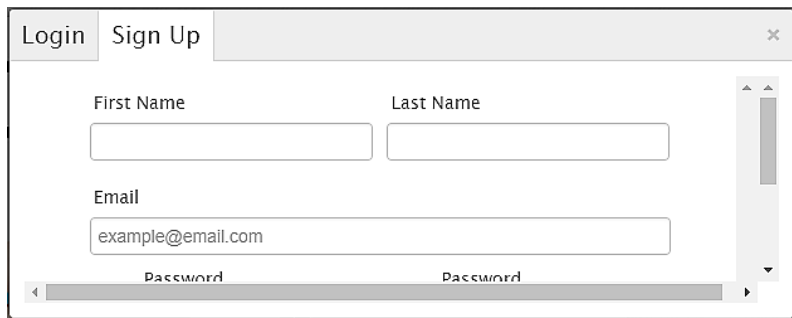 Login Sign Up ×
First Name Last Name
Email
example@email.com
Password Password